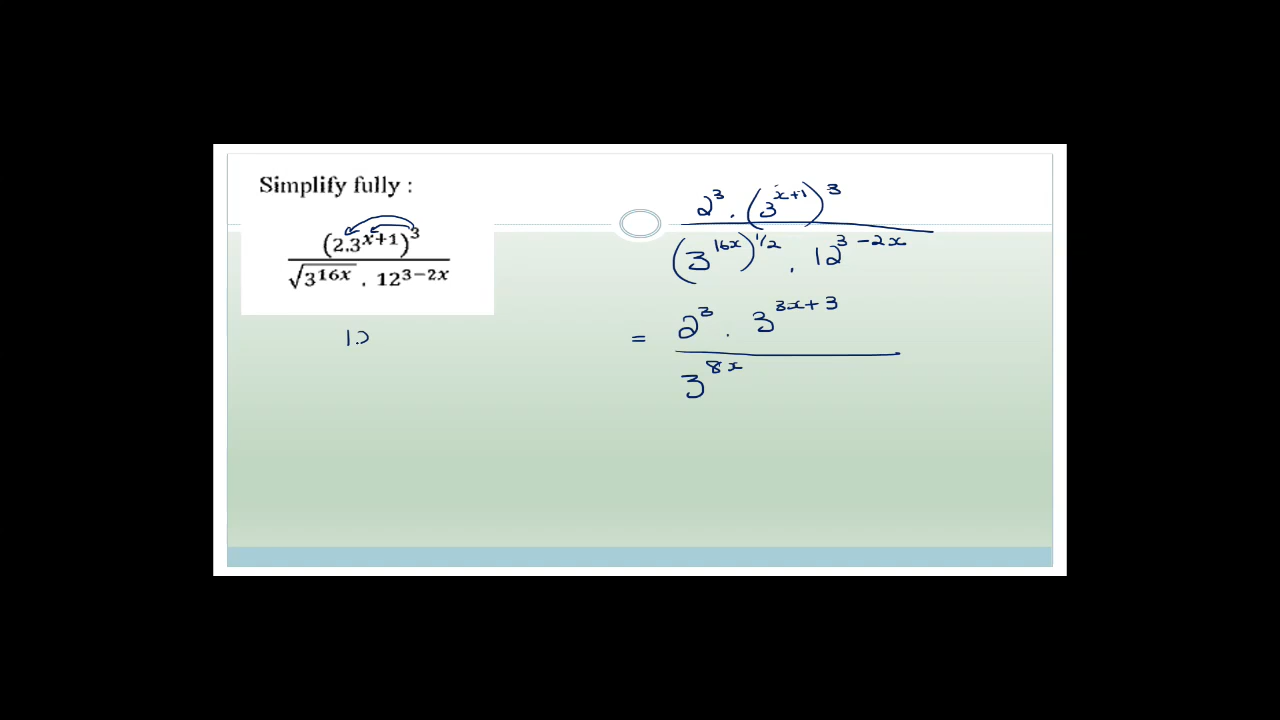 Simplify fully :
(2.3^{x+1})^3
√3^{16x} . 12^{3−2x}
2^3 . (3^{x+1})^3
(3^{16x})^{1/2} . 12^{3−2x}
= 2^3 . 3^{3x+3}
3^{8x}